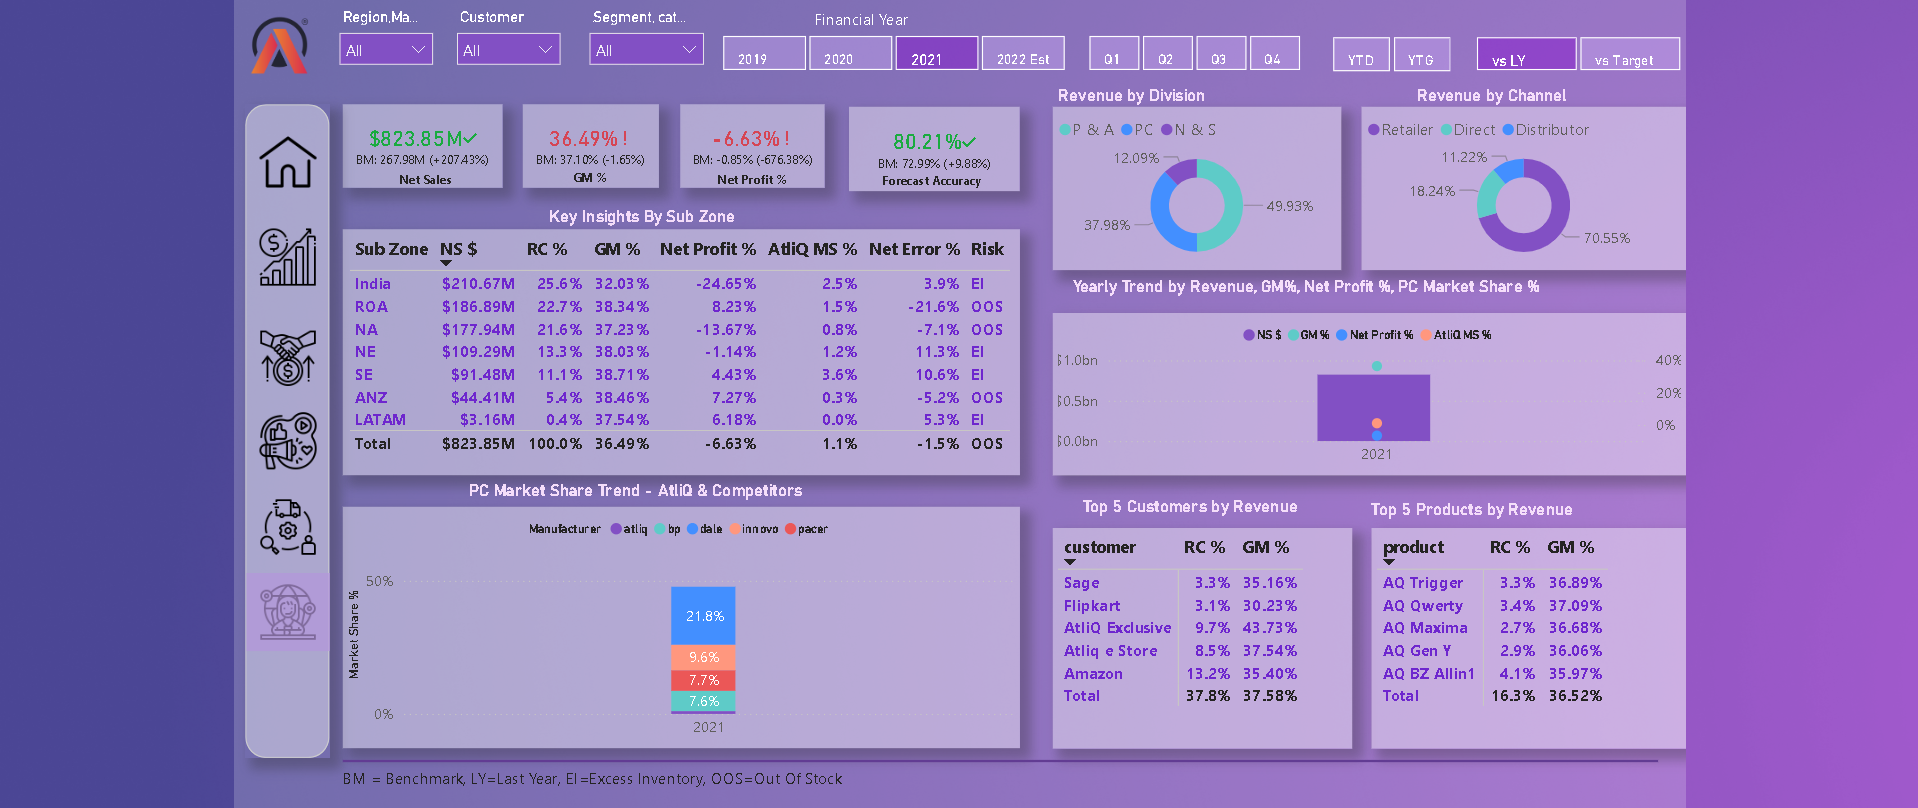 Region,Ma...
Customer
Segment, cat...
Financial Year
All
All
All
2019
2020
2021
2022 Est
Q1
Q2
Q3
Q4
YTD
YTG
vs LY
vs Target
$823.85M
BM: 267.98M (+207.43%)
Net Sales
36.49% !
BM: 37.10% (-1.65%)
GM %
-6.63% !
BM: -0.85% (-676.38%)
Net Profit %
80.21%
BM: 72.99% (+9.88%)
Forecast Accuracy
Key Insights By Sub Zone
Sub Zone NS $ RC % GM % Net Profit % AtliQ MS % Net Error % Risk
India $210.67M 25.6% 32.03% -24.65% 2.5% 3.9% EI
ROA $186.89M 22.7% 38.34% 8.23% 1.5% -21.6% OOS
NA $177.94M 21.6% 37.23% -13.67% 0.8% -7.1% OOS
NE $109.29M 13.3% 38.03% -1.14% 1.2% 11.3% EI
SE $91.48M 11.1% 38.71% 4.43% 3.6% 10.6% EI
ANZ $44.41M 5.4% 38.46% 7.27% 0.3% -5.2% OOS
LATAM $3.16M 0.4% 37.54% 6.18% 0.0% 5.3% EI
Total $823.85M 100.0% 36.49% -6.63% 1.1% -1.5% OOS
Revenue by Division
P & A PC N & S
12.09%
49.93%
37.98%
Revenue by Channel
Retailer Direct Distributor
11.22%
18.24%
70.55%
Yearly Trend by Revenue, GM%, Net Profit %, PC Market Share %
NS $ GM % Net Profit % AtliQ MS %
$1.0bn
$0.5bn
$0.0bn
40%
20%
0%
2021
PC Market Share Trend - AtliQ & Competitors
Manufacturer atliq bp dale innovo pacer
Market Share %
50%
0%
21.8%
9.6%
7.7%
7.6%
2021
Top 5 Customers by Revenue
customer RC % GM %
Sage 3.3% 35.16%
Flipkart 3.1% 30.23%
AtliQ Exclusive 9.7% 43.73%
Atliq e Store 8.5% 37.54%
Amazon 13.2% 35.40%
Total 37.8% 37.58%
Top 5 Products by Revenue
product RC % GM %
AQ Trigger 3.3% 36.89%
AQ Qwerty 3.4% 37.09%
AQ Maxima 2.7% 36.68%
AQ Gen Y 2.9% 36.06%
AQ BZ Allin1 4.1% 35.97%
Total 16.3% 36.52%
BM = Benchmark, LY=Last Year, EI=Excess Inventory, OOS=Out Of Stock